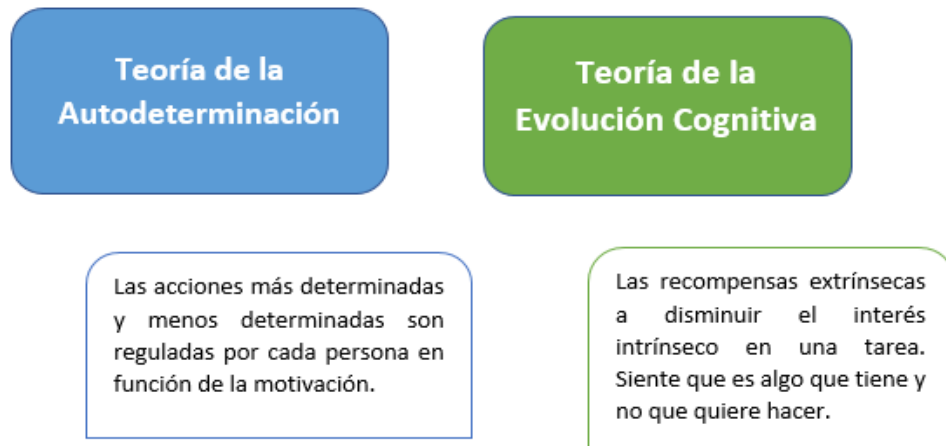 Teoría de la
Autodeterminación
Teoría de la
Evolución Cognitiva
Las acciones más determinadas
y menos determinadas son
reguladas por cada persona en
función de la motivación.
Las recompensas extrínsecas
a disminuir el interés
intrínseco en una tarea.
Siente que es algo que tiene y
no que quiere hacer.